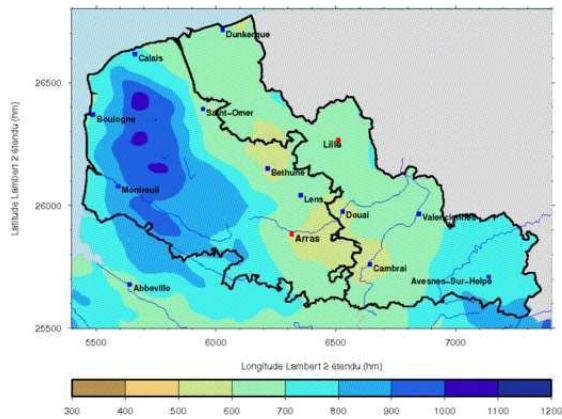 Dunkerque
Calais
26500
Saint-Omer
Boulogne
Lille
Bethune
Montreuil
Lens
26000
Douai
Valenciennes
Arras
Cambrai
Avesnes-Sur-Helpe
Abbeville
25500
Latitude Lambert 2 étendu (hm)
5500 6000 6500 7000
Longitude Lambert 2 étendu (hm)
300 400 500 600 700 800 900 1000 1100 1200